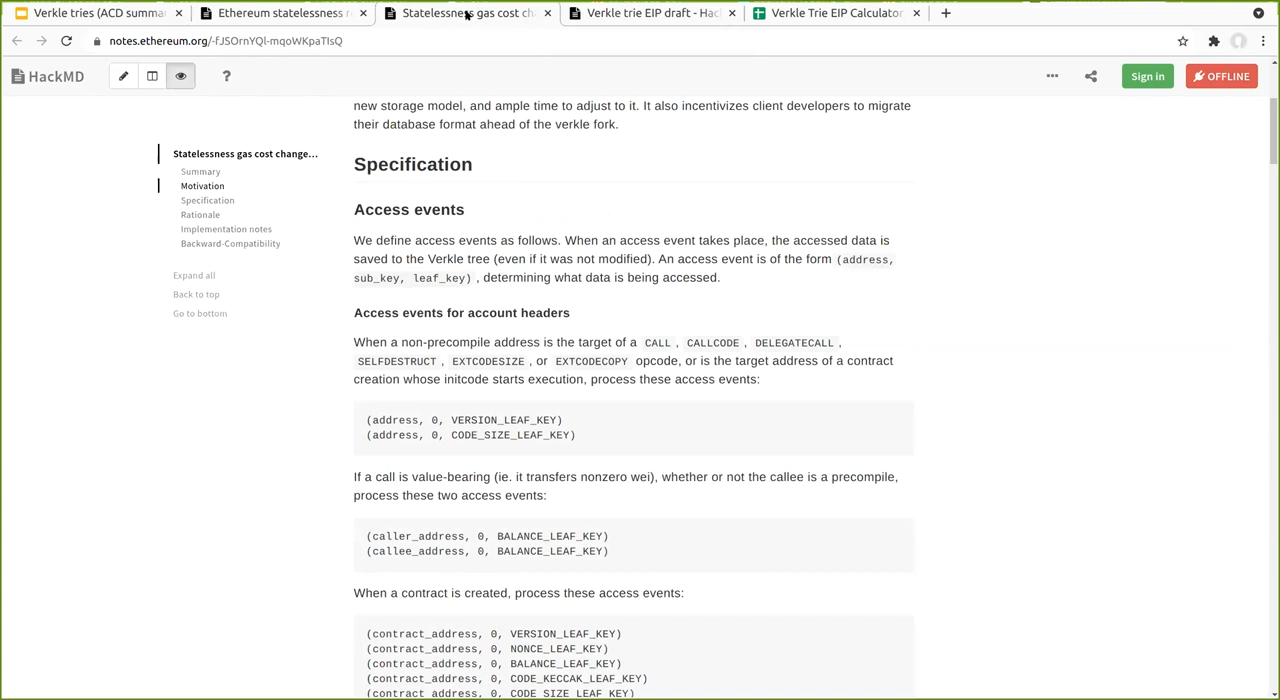 Verkle tries (ACD summa
Ethereum statelessness r
Statelessness gas cost ch
Verkle trie EIP draft - Hac
Verkle Trie EIP Calculator
notes.ethereum.org/-fJSOrnYQl-mqoWKpaTIsQ
HackMD
?
Sign in
OFFLINE
new storage model, and ample time to adjust to it. It also incentivizes client developers to migrate
their database format ahead of the verkle fork.
Statelessness gas cost change…
Summary
Motivation
Specification
Rationale
Implementation notes
Backward-Compatibility
Expand all
Back to top
Go to bottom
Specification
Access events
We define access events as follows. When an access event takes place, the accessed data is
saved to the Verkle tree (even if it was not modified). An access event is of the form (address,
sub_key, leaf_key) , determining what data is being accessed.
Access events for account headers
When a non-precompile address is the target of a CALL , CALLCODE , DELEGATECALL ,
SELFDESTRUCT , EXTCODESIZE , or EXTCODECOPY opcode, or is the target address of a contract
creation whose initcode starts execution, process these access events:
(address, 0, VERSION_LEAF_KEY)
(address, 0, CODE_SIZE_LEAF_KEY)
If a call is value-bearing (ie. it transfers nonzero wei), whether or not the callee is a precompile,
process these two access events:
(caller_address, 0, BALANCE_LEAF_KEY)
(callee_address, 0, BALANCE_LEAF_KEY)
When a contract is created, process these access events:
(contract_address, 0, VERSION_LEAF_KEY)
(contract_address, 0, NONCE_LEAF_KEY)
(contract_address, 0, BALANCE_LEAF_KEY)
(contract_address, 0, CODE_KECCAK_LEAF_KEY)
(contract_address, 0, CODE_SIZE_LEAF_KEY)